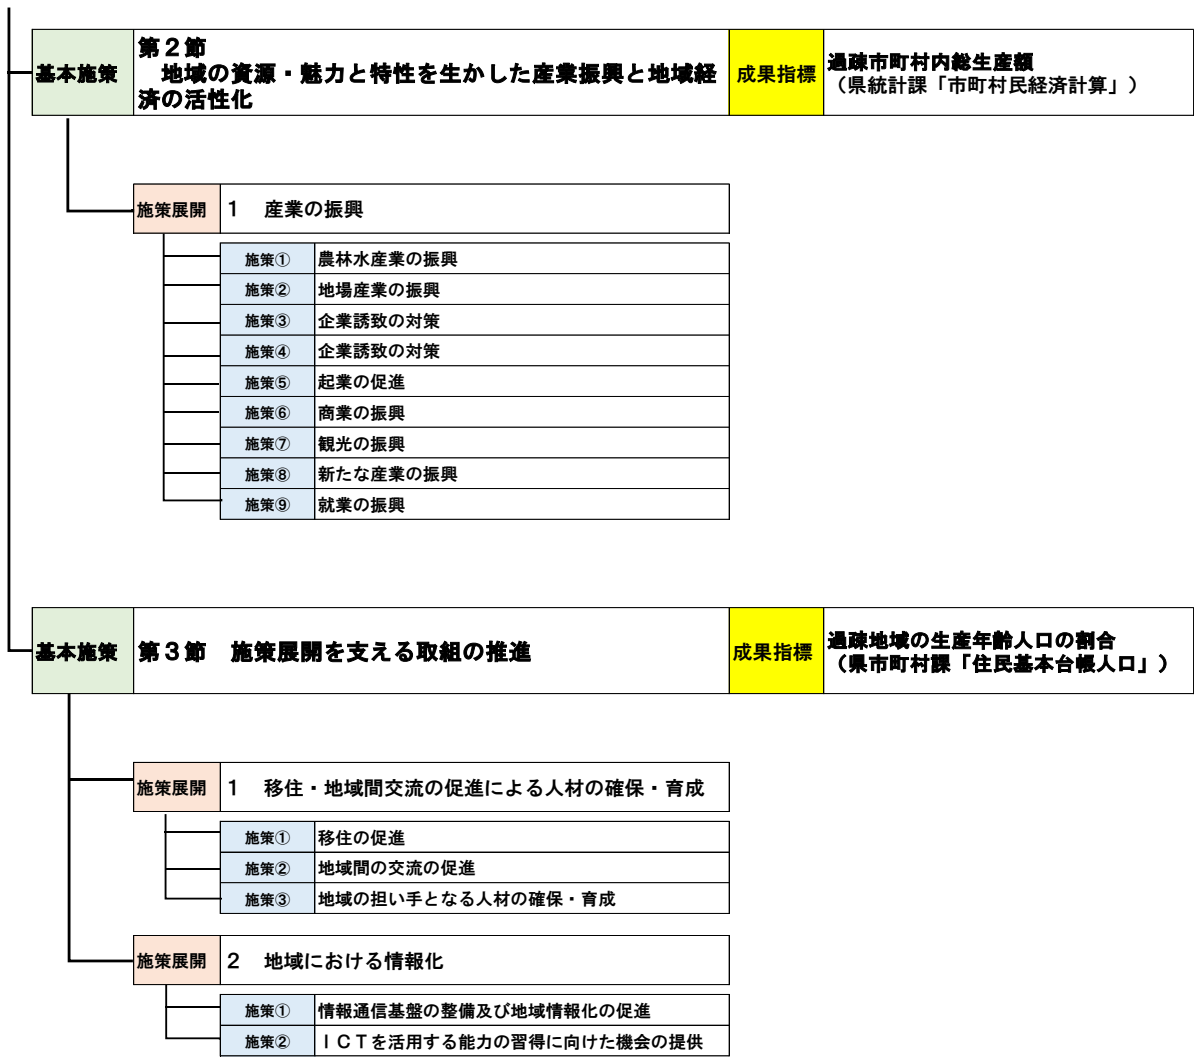 基本施策
第２節
地域の資源・魅力と特性を生かした産業振興と地域経
済の活性化
成果指標
過疎市町村内総生産額
（県統計課「市町村民経済計算」）
施策展開
１　産業の振興
施策①
農林水産業の振興
施策②
地場産業の振興
施策③
企業誘致の対策
施策④
企業誘致の対策
施策⑤
起業の促進
施策⑥
商業の振興
施策⑦
観光の振興
施策⑧
新たな産業の振興
施策⑨
就業の振興
基本施策
第３節　施策展開を支える取組の推進
成果指標
過疎地域の生産年齢人口の割合
（県市町村課「住民基本台帳人口」）
施策展開
１　移住・地域間交流の促進による人材の確保・育成
施策①
移住の促進
施策②
地域間の交流の促進
施策③
地域の担い手となる人材の確保・育成
施策展開
２　地域における情報化
施策①
情報通信基盤の整備及び地域情報化の促進
施策②
ＩＣＴを活用する能力の習得に向けた機会の提供